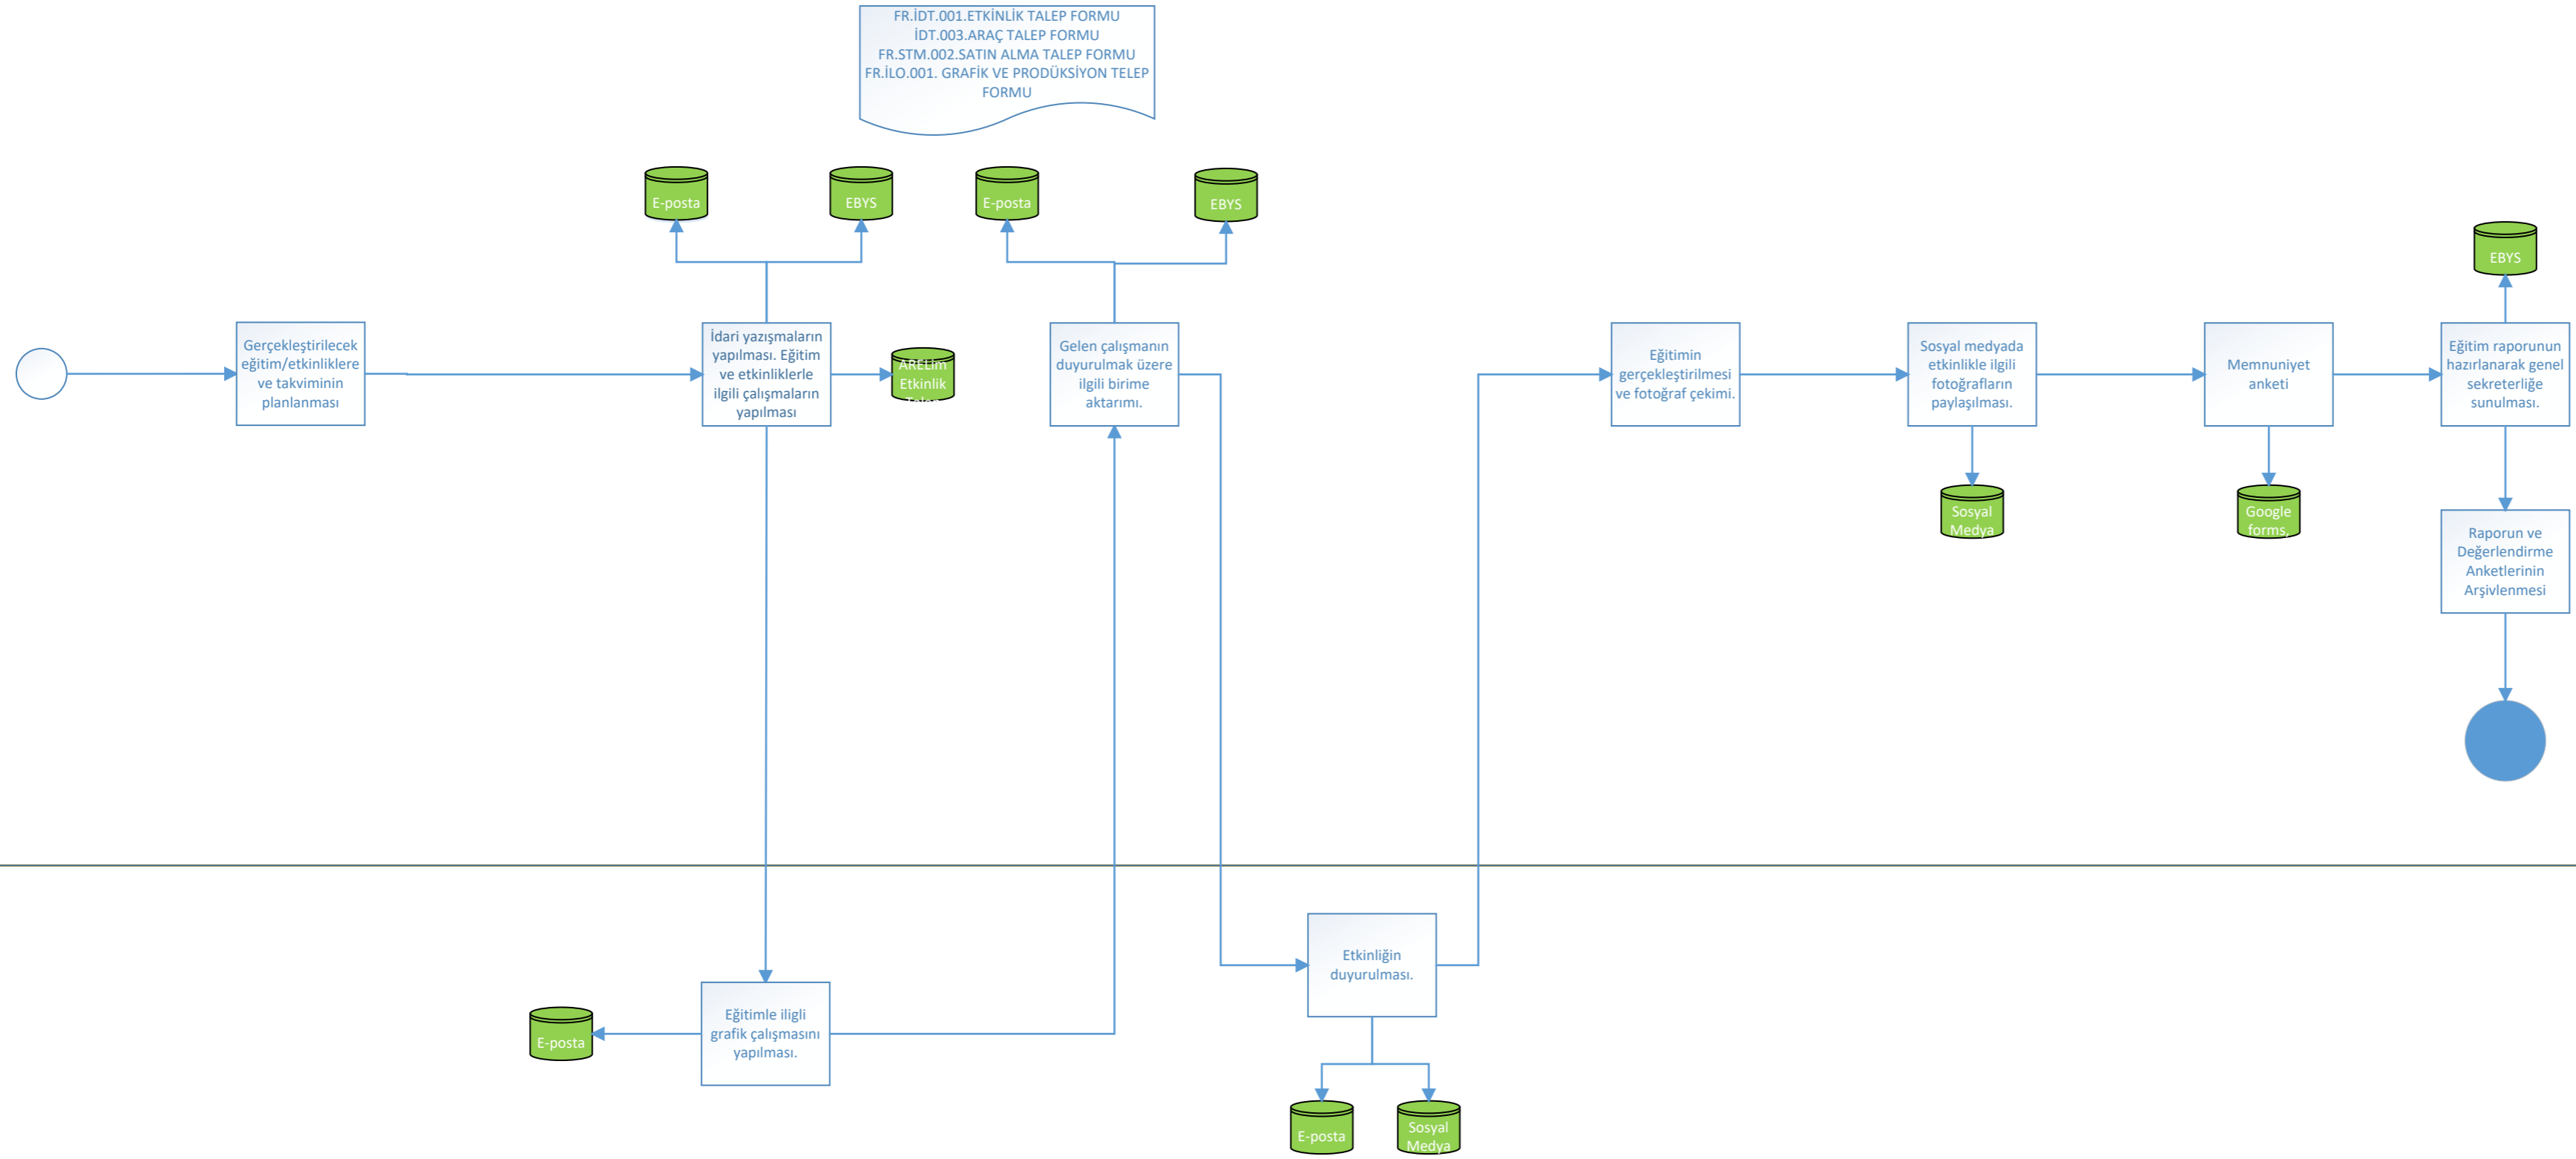 FR.İDT.001.ETKİNLİK TALEP FORMU
İDT.003.ARAÇ TALEP FORMU
FR.STM.002.SATIN ALMA TALEP FORMU
FR.İLO.001. GRAFİK VE PRODÜKSİYON TELEP
FORMU
E-posta
EBYS
E-posta
EBYS
EBYS
Gerçekleştirilecek
eğitim/etkinliklere
ve takviminin
planlanması
İdari yazışmaların
yapılması. Eğitim
ve etkinliklerle
ilgili çalışmaların
yapılması
ARELim
Etkinlik
Gelen çalışmanın
duyurulmak üzere
ilgili birime
aktarımı.
Eğitimin
gerçekleştirilmesi
ve fotoğraf çekimi.
Sosyal medyada
etkinlikle ilgili
fotoğrafların
paylaşılması.
Memnuniyet
anketi
Eğitim raporunun
hazırlanarak genel
sekreterliğe
sunulması.
Sosyal
Medya
Google
forms,
Raporun ve
Değerlendirme
Anketlerinin
Arşivlenmesi
Etkinliğin
duyurulması.
Eğitimle iligli
grafik çalışmasını
yapılması.
E-posta
E-posta
Sosyal
Medya